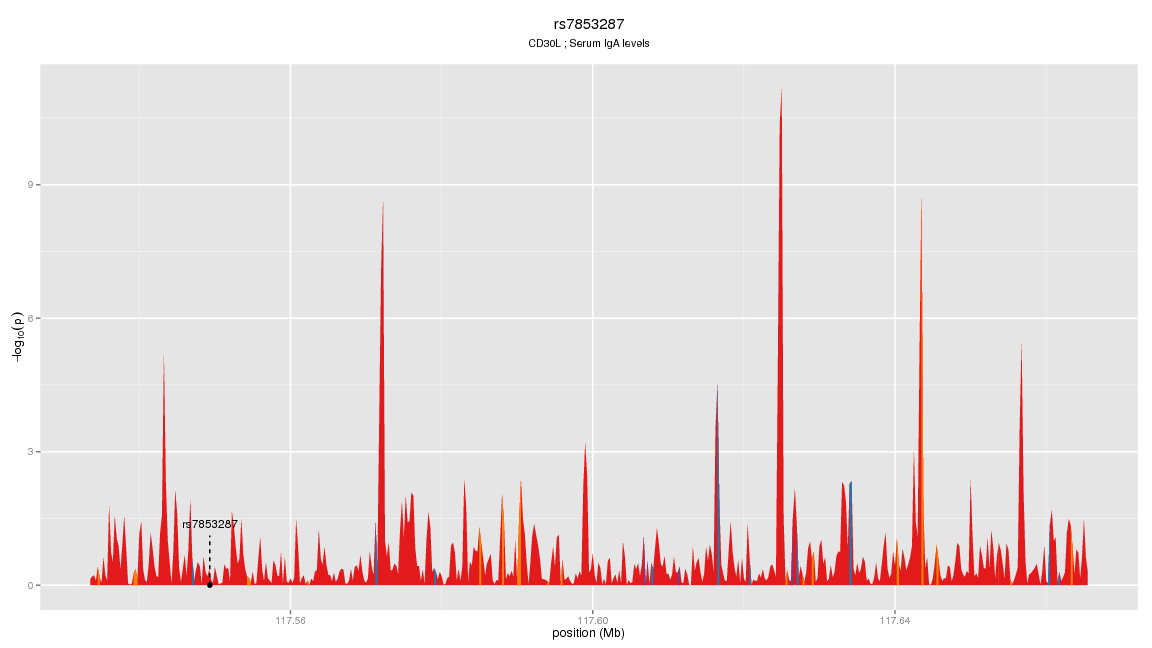 rs7853287
CD30L ; Serum IgA levels
−log10(p)
9
6
3
0
rs7853287
117.56
117.60
117.64
position (Mb)